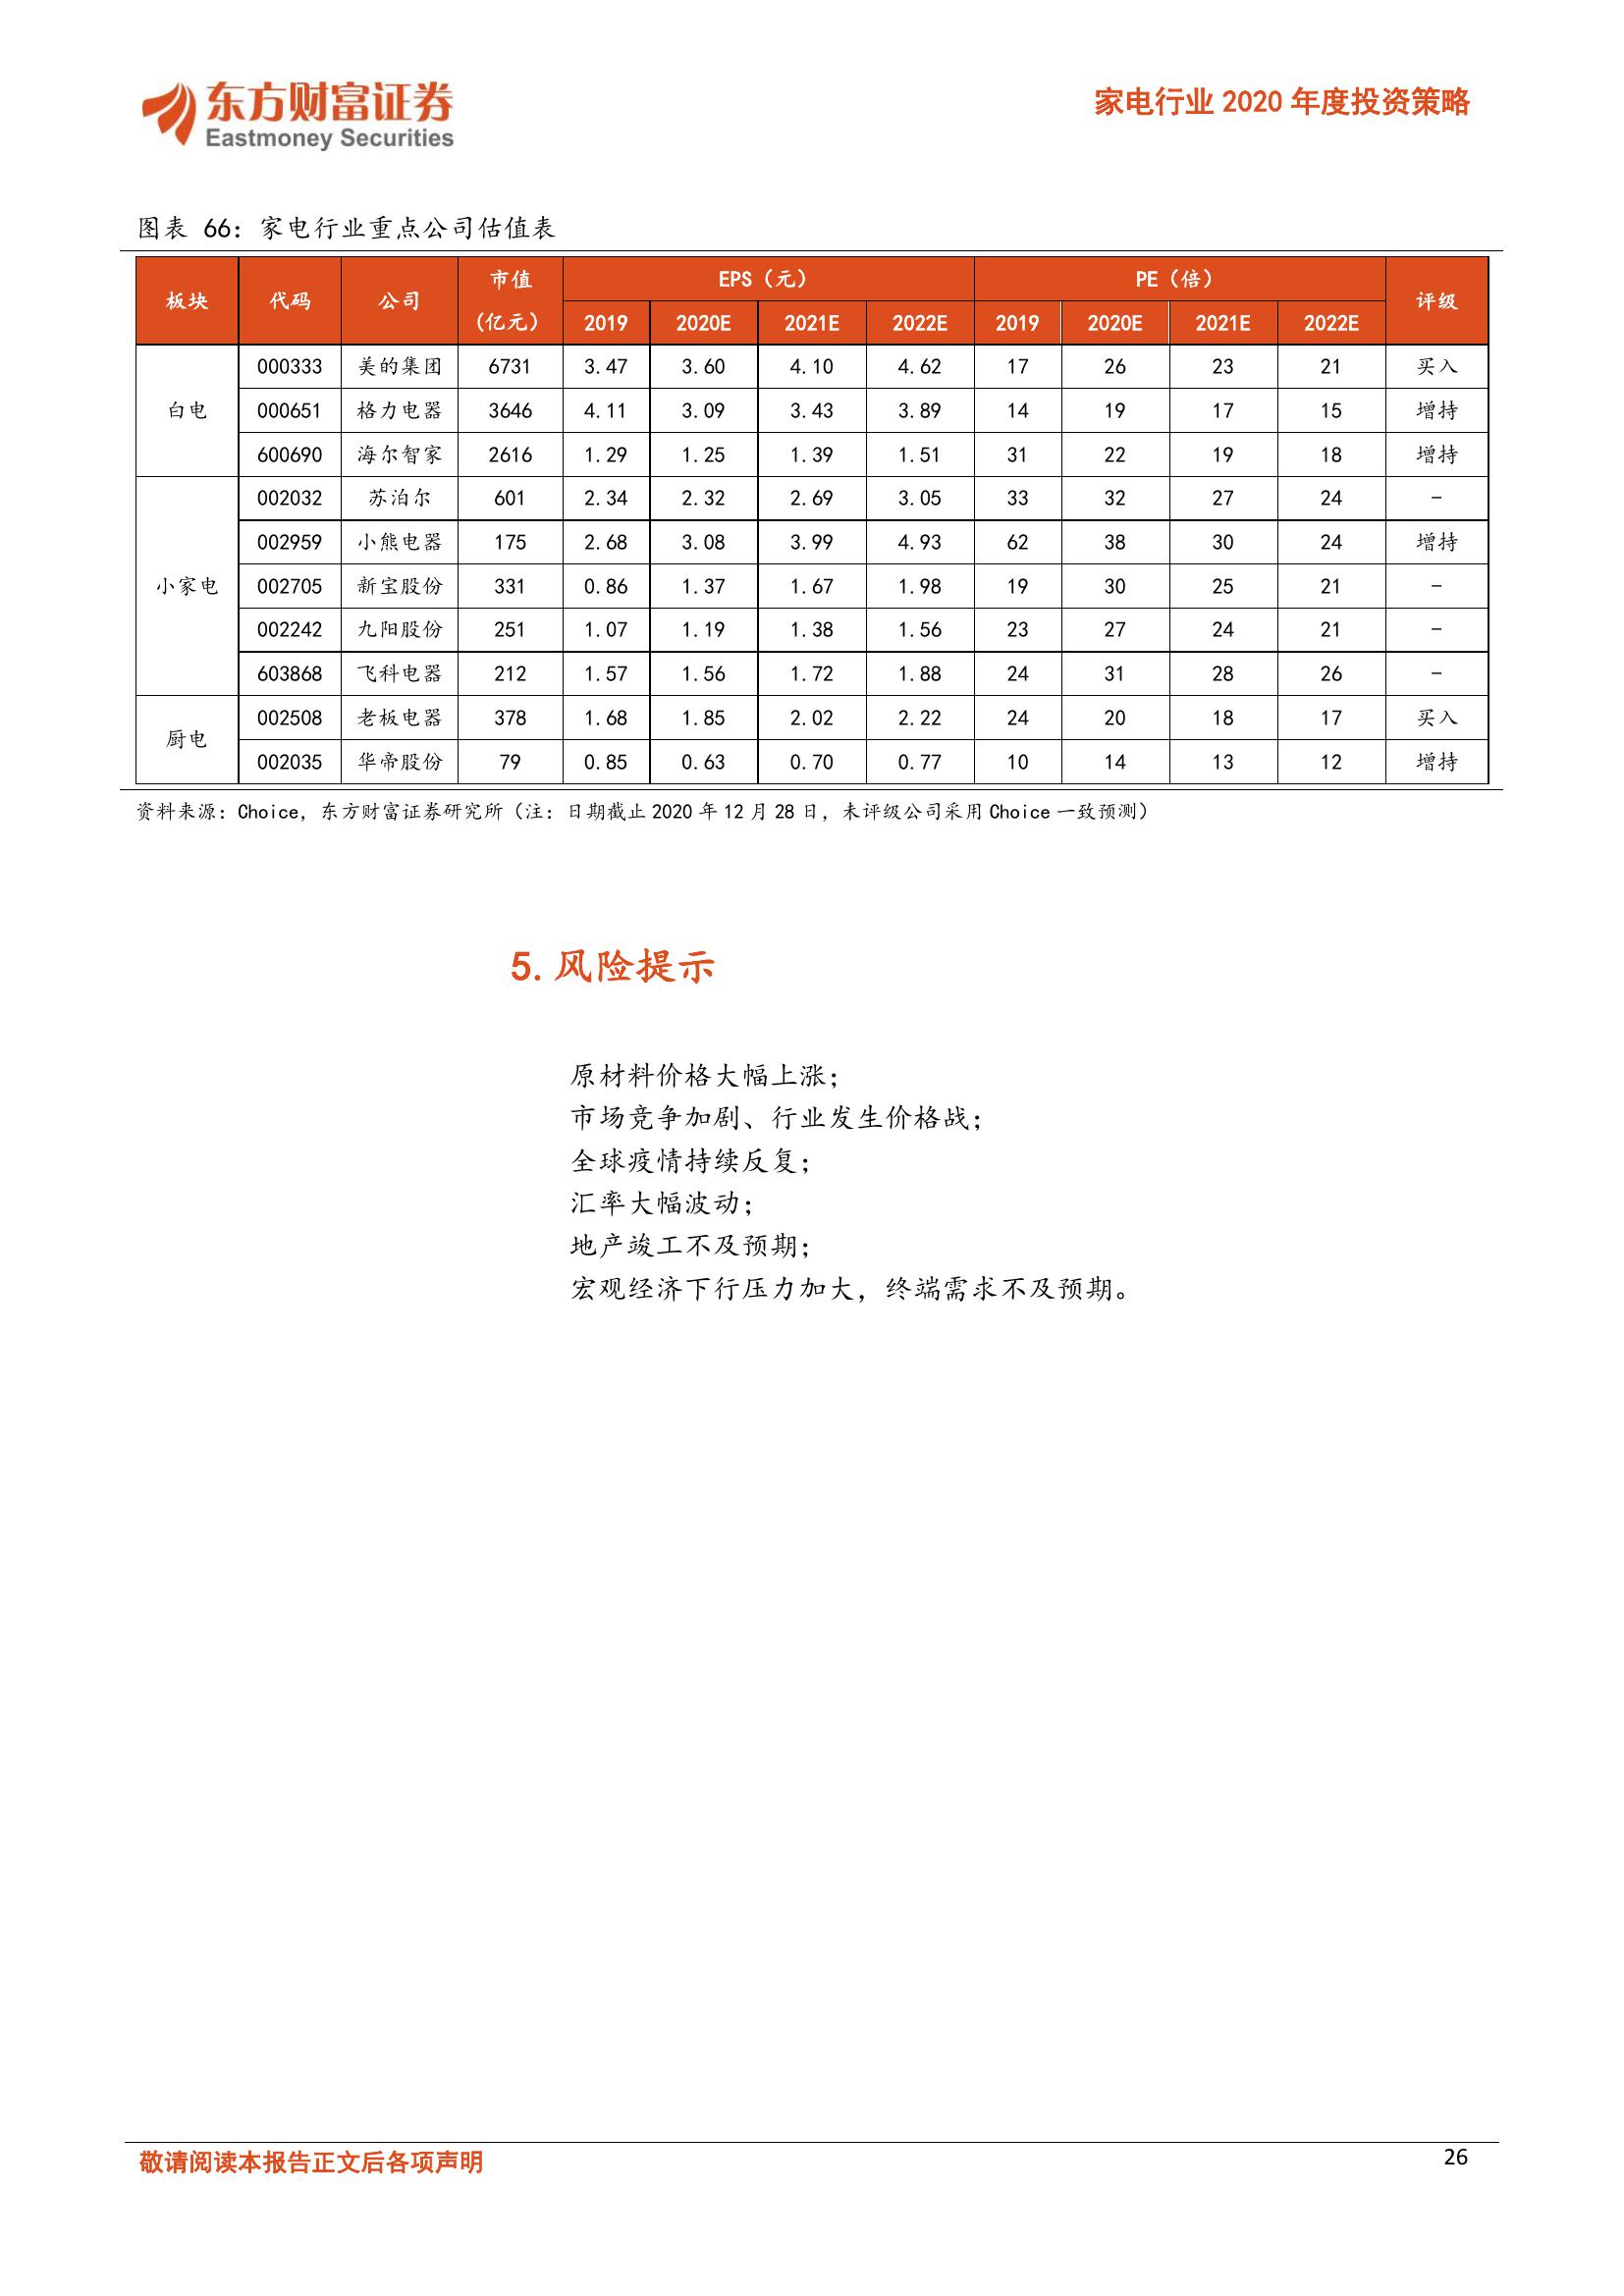 东方财富证券
Eastmoney Securities
家电行业 2020 年度投资策略
图表 66：家电行业重点公司估值表
板块 代码 公司 市值（亿元） EPS（元） PE（倍） 评级
2019 2020E 2021E 2022E 2019 2020E 2021E 2022E
白电 000333 美的集团 6731 3.47 3.60 4.10 4.62 17 26 23 21 买入
000651 格力电器 3646 4.11 3.09 3.43 3.89 14 19 17 15 增持
600690 海尔智家 2616 1.29 1.25 1.39 1.51 31 22 19 18 增持
小家电 002032 苏泊尔 601 2.34 2.32 2.69 3.05 33 32 27 24 -
002959 小熊电器 175 2.68 3.08 3.99 4.93 62 38 30 24 增持
002705 新宝股份 331 0.86 1.37 1.67 1.98 19 30 25 21 -
002242 九阳股份 251 1.07 1.19 1.38 1.56 23 27 24 21 -
603868 飞科电器 212 1.57 1.56 1.72 1.88 24 31 28 26 -
厨电 002508 老板电器 378 1.68 1.85 2.02 2.22 24 20 18 17 买入
002035 华帝股份 79 0.85 0.63 0.70 0.77 10 14 13 12 增持
资料来源：Choice，东方财富证券研究所（注：日期截止 2020 年 12 月 28 日，未评级公司采用 Choice 一致预测）
5.风险提示
原材料价格大幅上涨；
市场竞争加剧、行业发生价格战；
全球疫情持续反复；
汇率大幅波动；
地产竣工不及预期；
宏观经济下行压力加大，终端需求不及预期。
敬请阅读本报告正文后各项声明
26